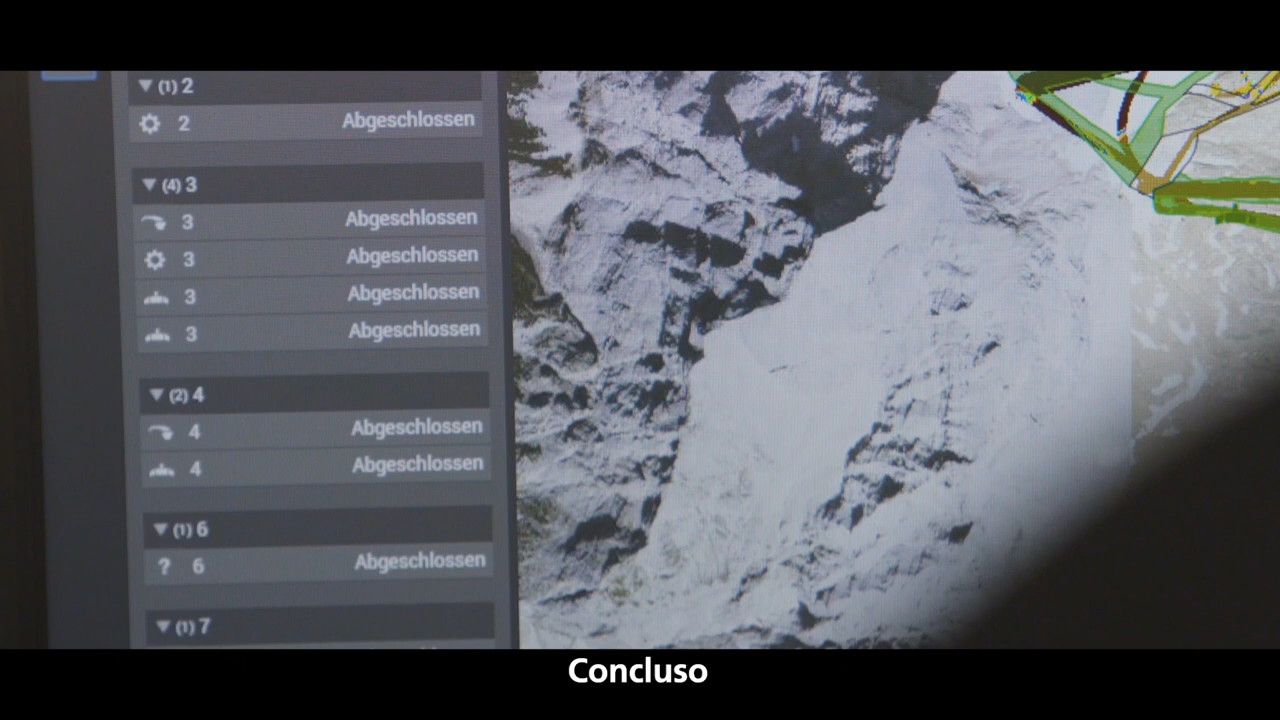 (1) 2
2 Abgeschlossen
(4) 3
3 Abgeschlossen
3 Abgeschlossen
3 Abgeschlossen
3 Abgeschlossen
(2) 4
4 Abgeschlossen
4 Abgeschlossen
(1) 6
? 6 Abgeschlossen
(1) 7
Concluso